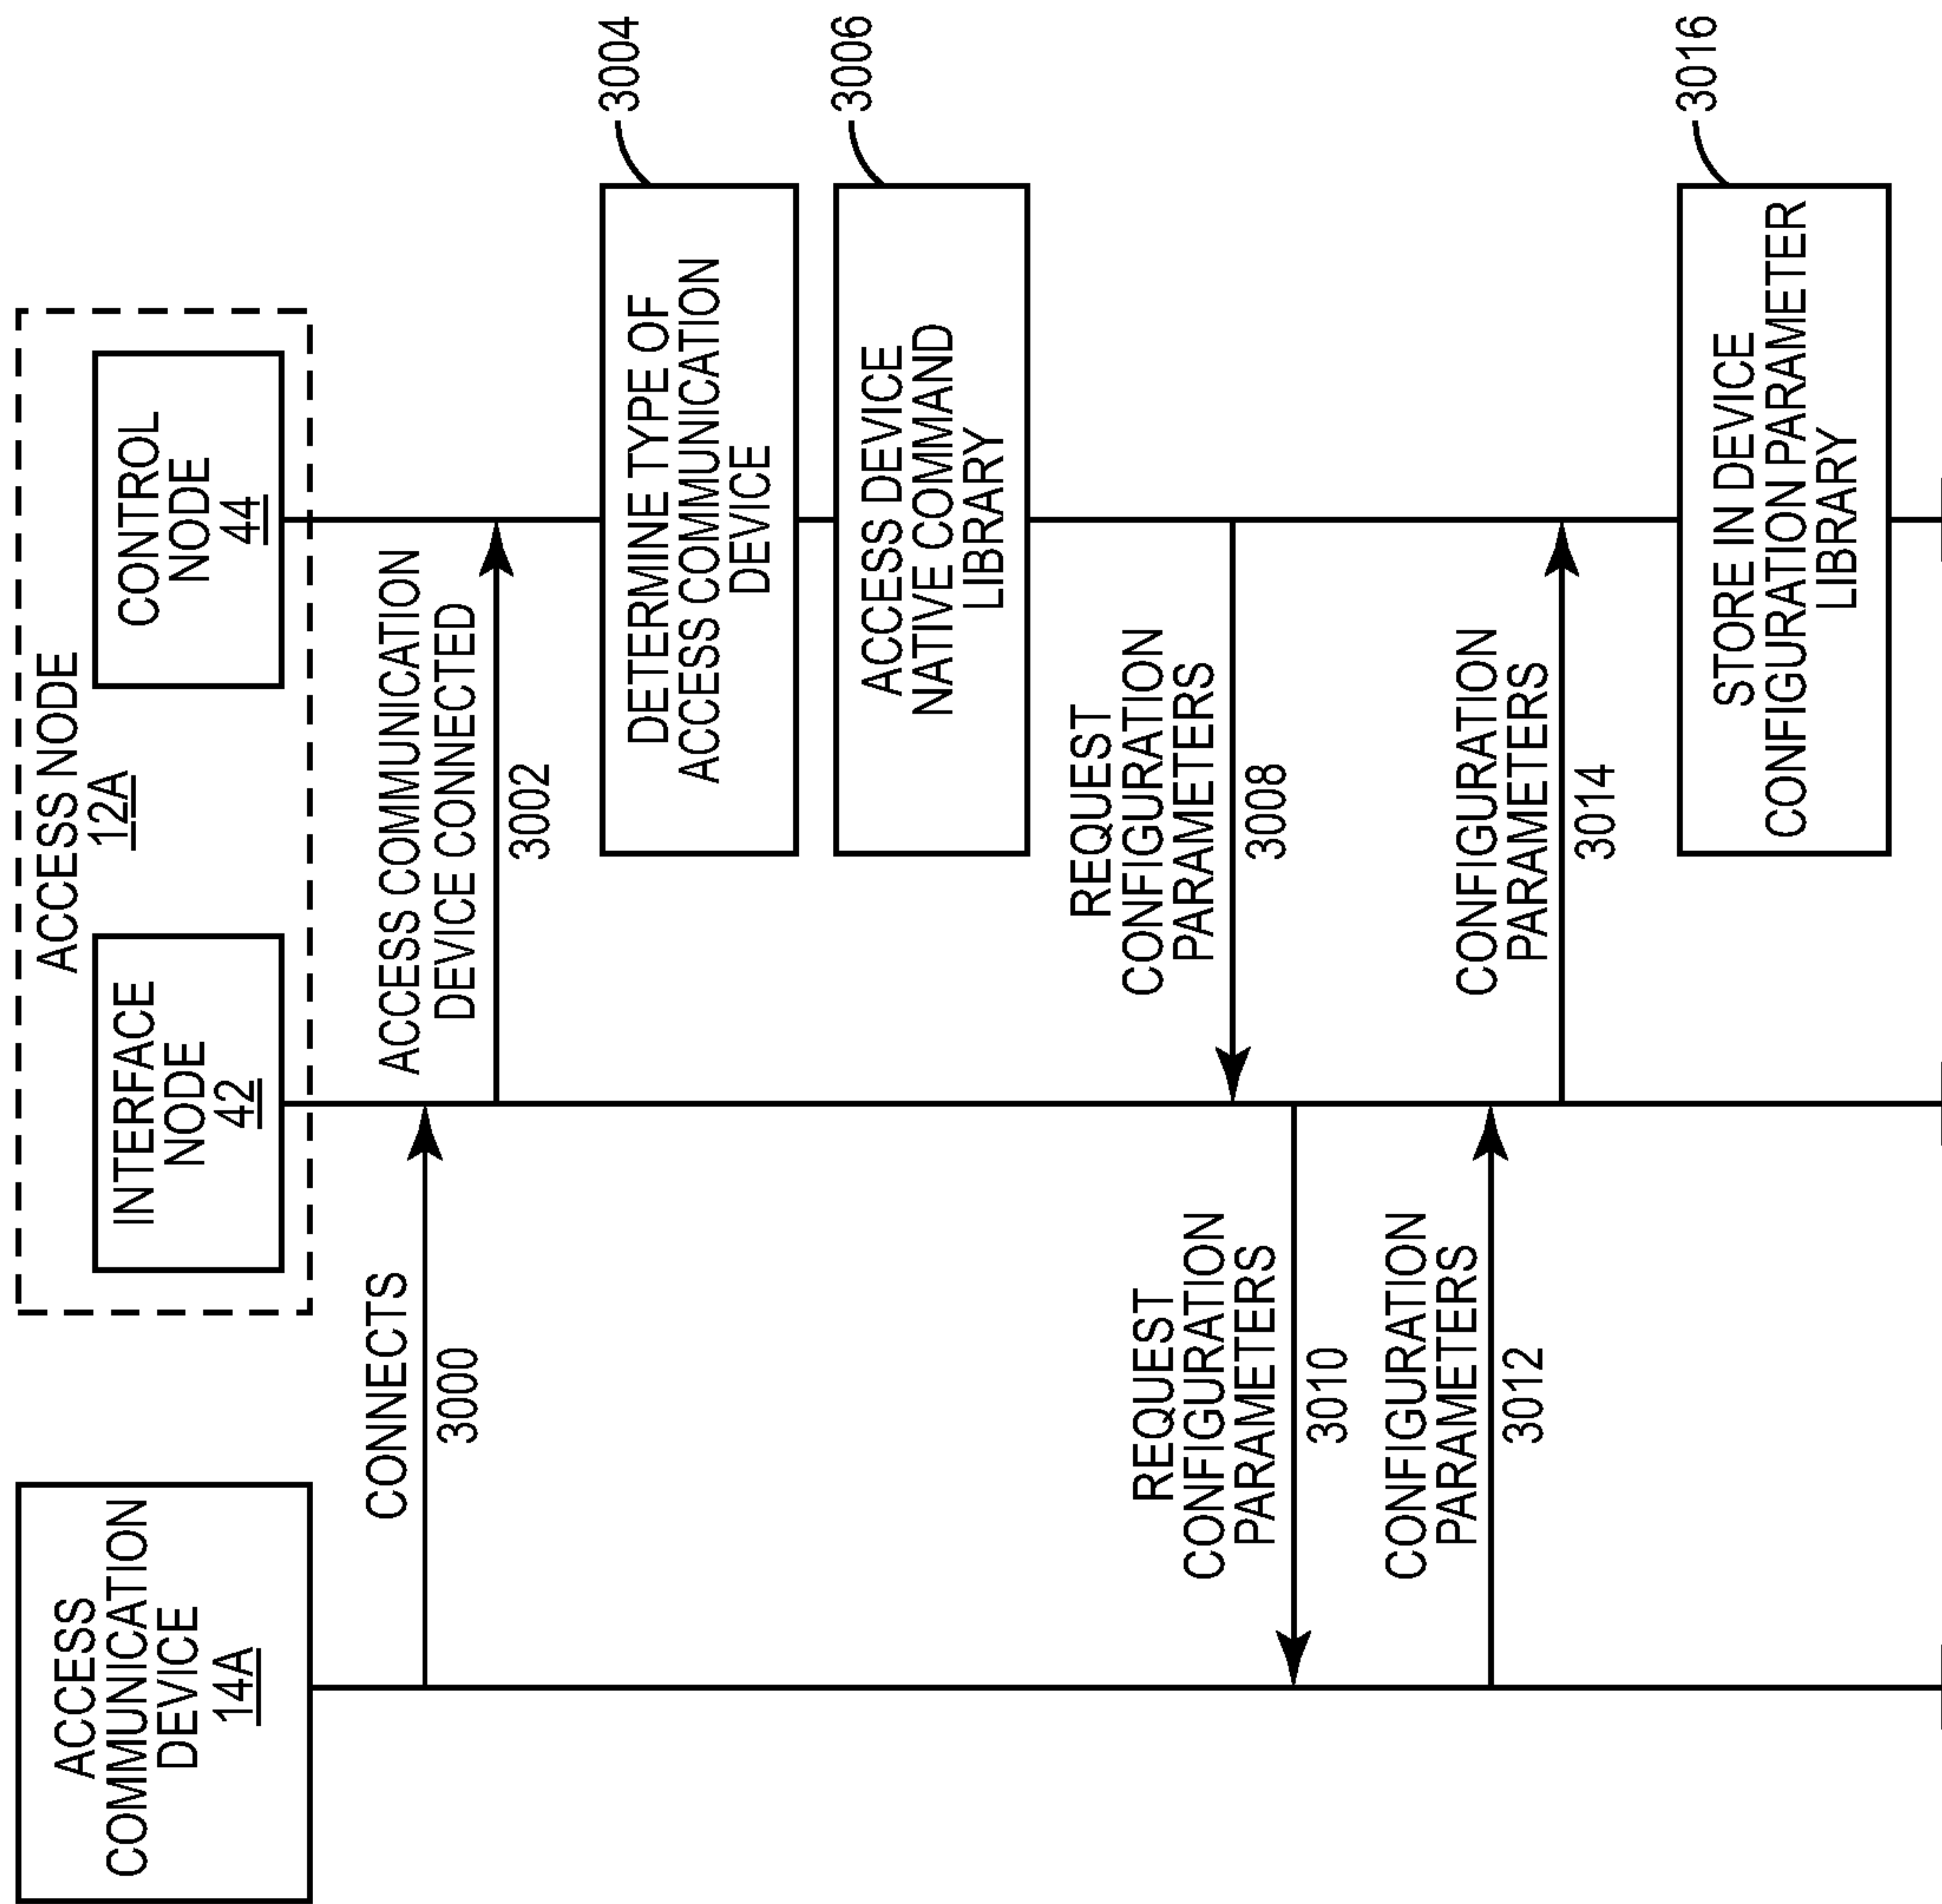 ACCESS
COMMUNICATION
DEVICE
14A
ACCESS NODE
12A
INTERFACE
NODE
42
CONTROL
NODE
44
CONNECTS
3000
ACCESS COMMUNICATION
DEVICE CONNECTED
3002
DETERMINE TYPE OF
ACCESS COMMUNICATION
DEVICE
3004
ACCESS DEVICE
NATIVE COMMAND
LIBRARY
3006
REQUEST
CONFIGURATION
PARAMETERS
3008
REQUEST
CONFIGURATION
PARAMETERS
3010
CONFIGURATION
PARAMETERS
3012
CONFIGURATION
PARAMETERS
3014
STORE IN DEVICE
CONFIGURATION PARAMETER
LIBRARY
3016